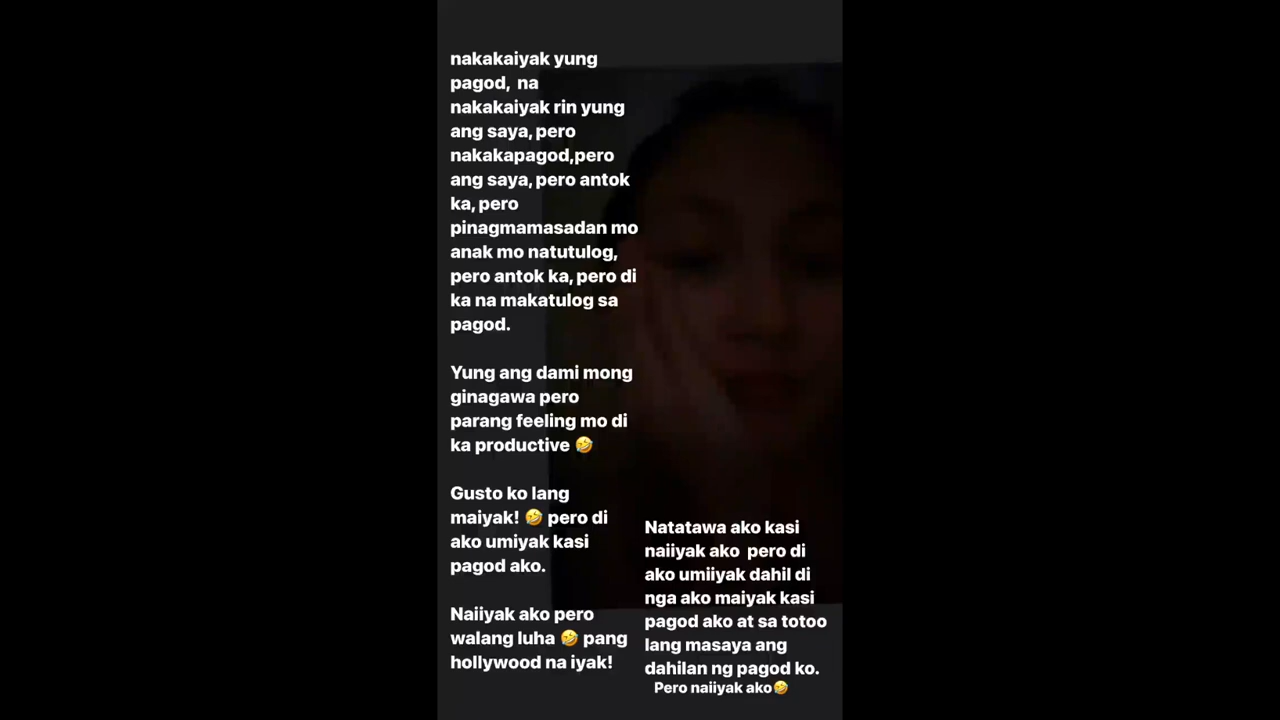 nakakaiyak yung
pagod,  na
nakakaiyak rin yung
ang saya, pero
nakakapagod,pero
ang saya, pero antok
ka, pero
pinagmamasadan mo
anak mo natutulog,
pero antok ka, pero di
ka na makatulog sa
pagod.

Yung ang dami mong
ginagawa pero
parang feeling mo di
ka productive 🤣

Gusto ko lang
maiyak! 🤣 pero di
ako umiyak kasi
pagod ako.

Naiiyak ako pero
walang luha 🤣 pang
hollywood na iyak!

Natatawa ako kasi
naiiyak ako  pero di
ako umiiyak dahil di
nga ako maiyak kasi
pagod ako at sa totoo
lang masaya ang
dahilan ng pagod ko.
Pero naiiyak ako🤣